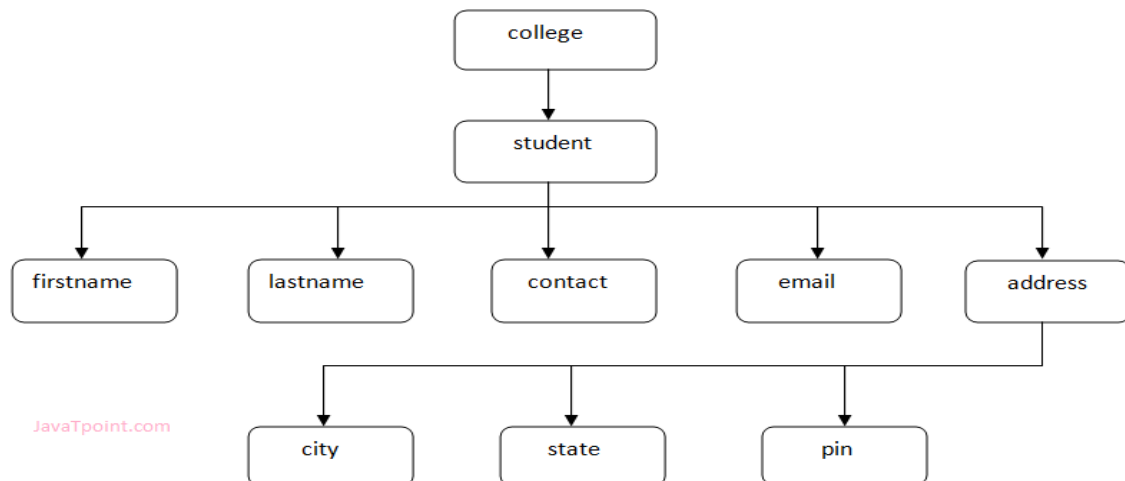 college
student
firstname
lastname
contact
email
address
JavaTpoint.com
city
state
pin